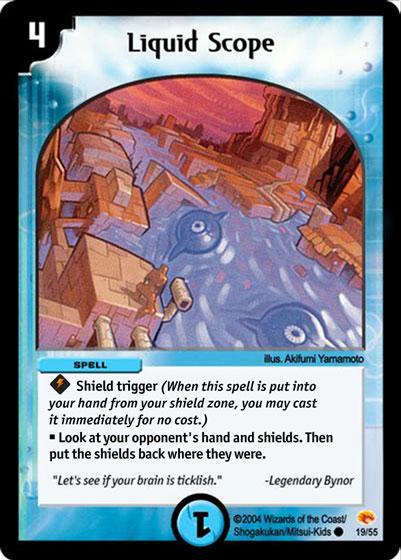 4
Liquid Scope
illus. Akifumi Yamamoto
SPELL
Shield trigger (When this spell is put into
your hand from your shield zone, you may cast
it immediately for no cost.)
▪ Look at your opponent's hand and shields. Then
put the shields back where they were.
"Let's see if your brain is ticklish." -Legendary Bynor
1
©2004 Wizards of the Coast/
Shogakukan/Mitsui-Kids ● 19/55